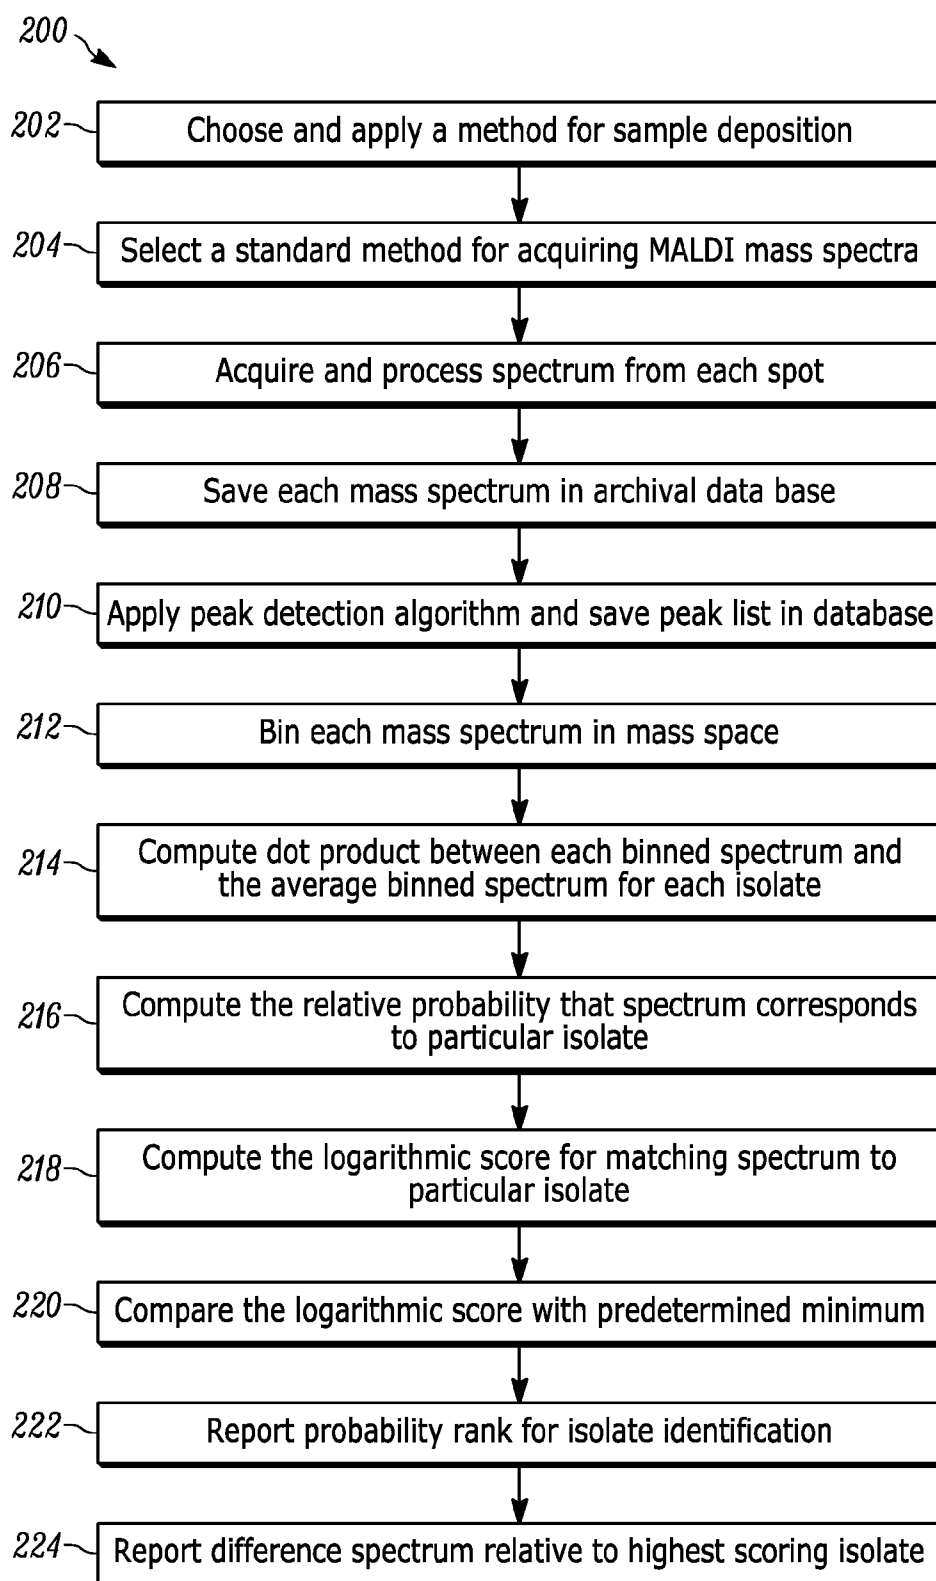 200
202
Choose and apply a method for sample deposition
204
Select a standard method for acquiring MALDI mass spectra
206
Acquire and process spectrum from each spot
208
Save each mass spectrum in archival data base
210
Apply peak detection algorithm and save peak list in database
212
Bin each mass spectrum in mass space
214
Compute dot product between each binned spectrum and
the average binned spectrum for each isolate
216
Compute the relative probability that spectrum corresponds
to particular isolate
218
Compute the logarithmic score for matching spectrum to
particular isolate
220
Compare the logarithmic score with predetermined minimum
222
Report probability rank for isolate identification
224
Report difference spectrum relative to highest scoring isolate